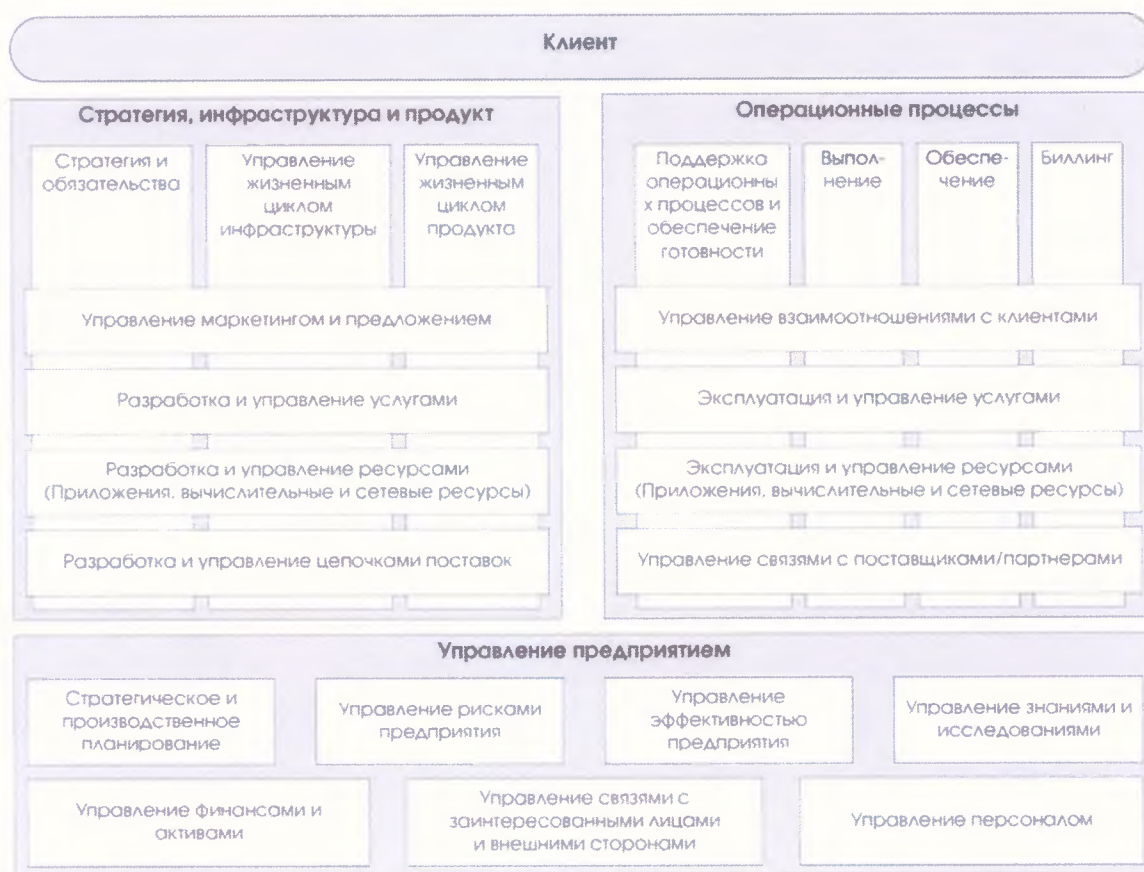 Клиент
Стратегия, инфраструктура и продукт
Стратегия и
обязательства
Управление
жизненным
циклом
инфраструктуры
Управление
жизненным
циклом
продукта
Управление маркетингом и предложением
Разработка и управление услугами
Разработка и управление ресурсами
(Приложения, вычислительные и сетевые ресурсы)
Разработка и управление цепочками поставок
Операционные процессы
Поддержка
операционны
х процессов и
обеспечение
готовности
Выпол-
нение
Обеспе-
чение
Биллинг
Управление взаимоотношениями с клиентами
Эксплуатация и управление услугами
Эксплуатация и управление ресурсами
(Приложения, вычислительные и сетевые ресурсы)
Управление связями с поставщиками/партнерами
Управление предприятием
Стратегическое и
производственное
планирование
Управление рисками
предприятия
Управление
эффективностью
предприятия
Управление знаниями и
исследованиями
Управление финансами и
активами
Управление связями с
заинтересованными лицами
и внешними сторонами
Управление персоналом